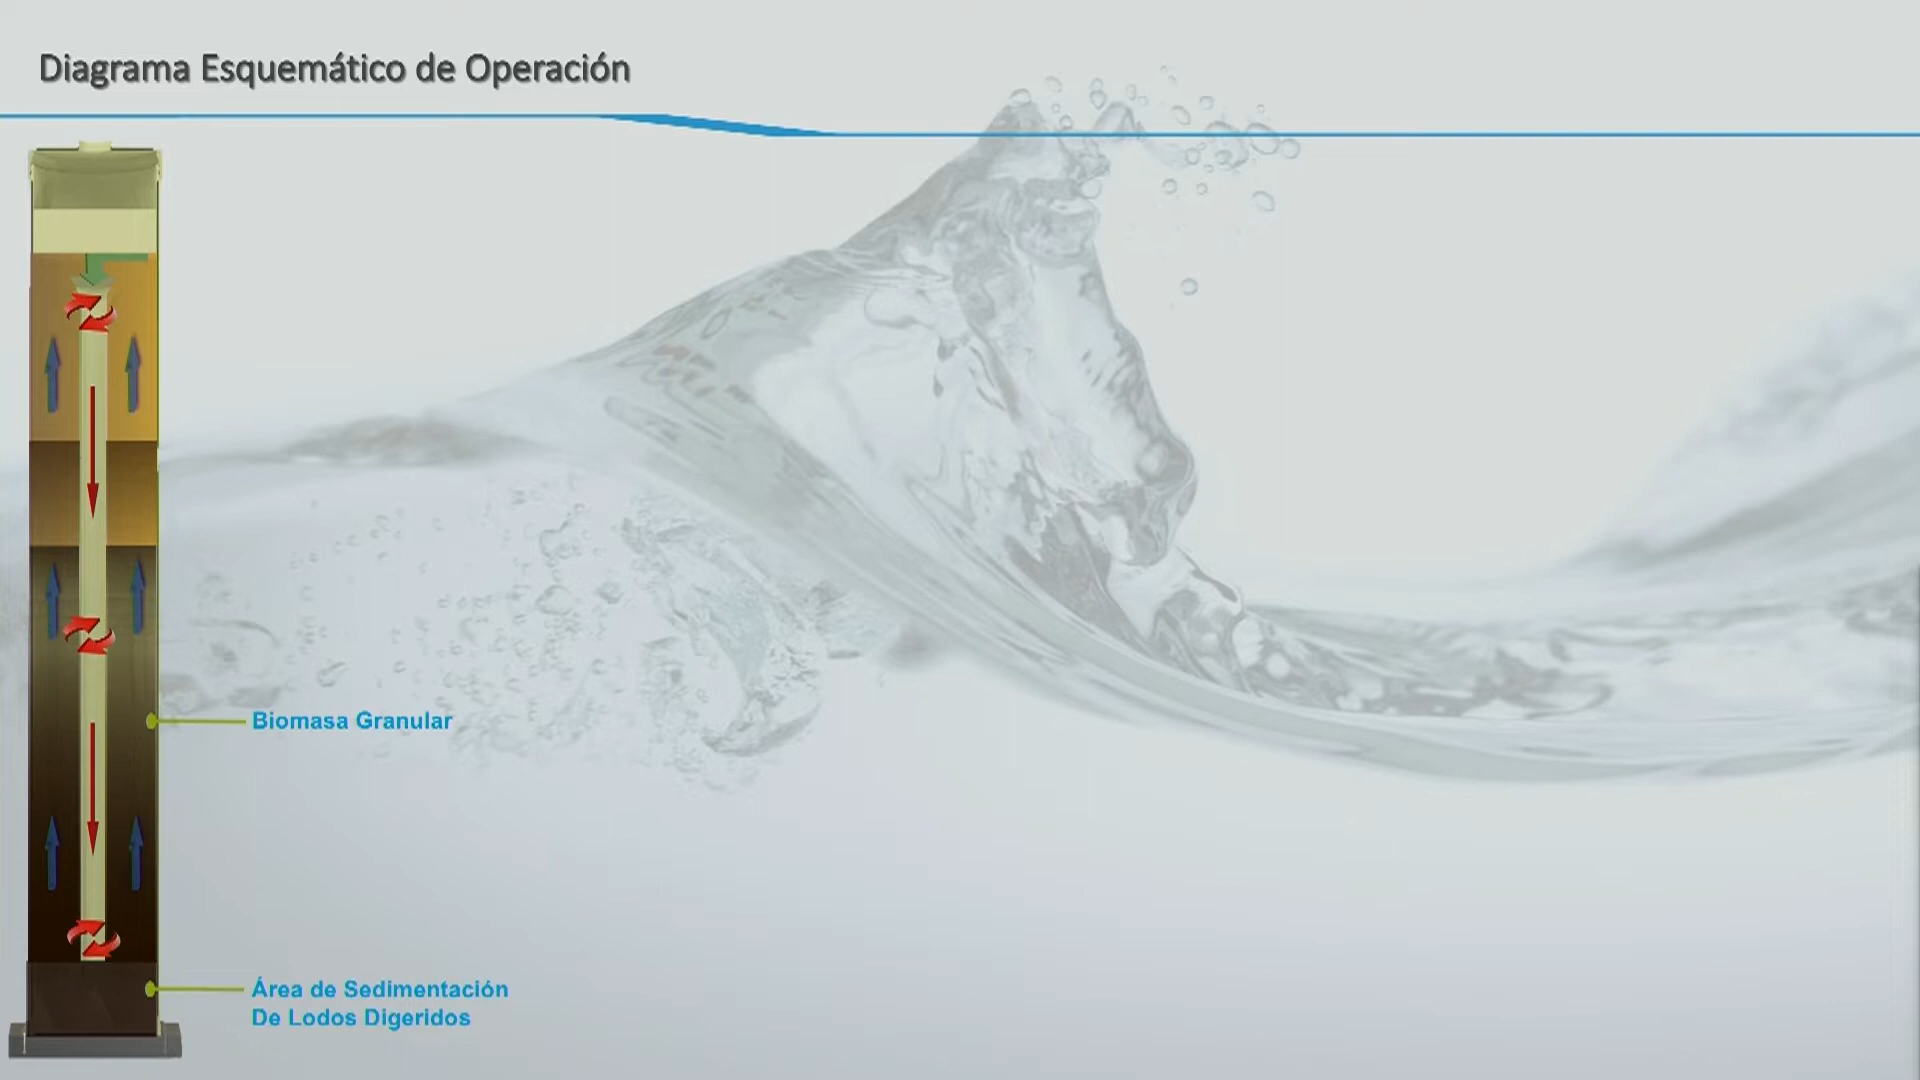 Diagrama Esquemático de Operación
Biomasa Granular
Área de Sedimentación
De Lodos Digeridos